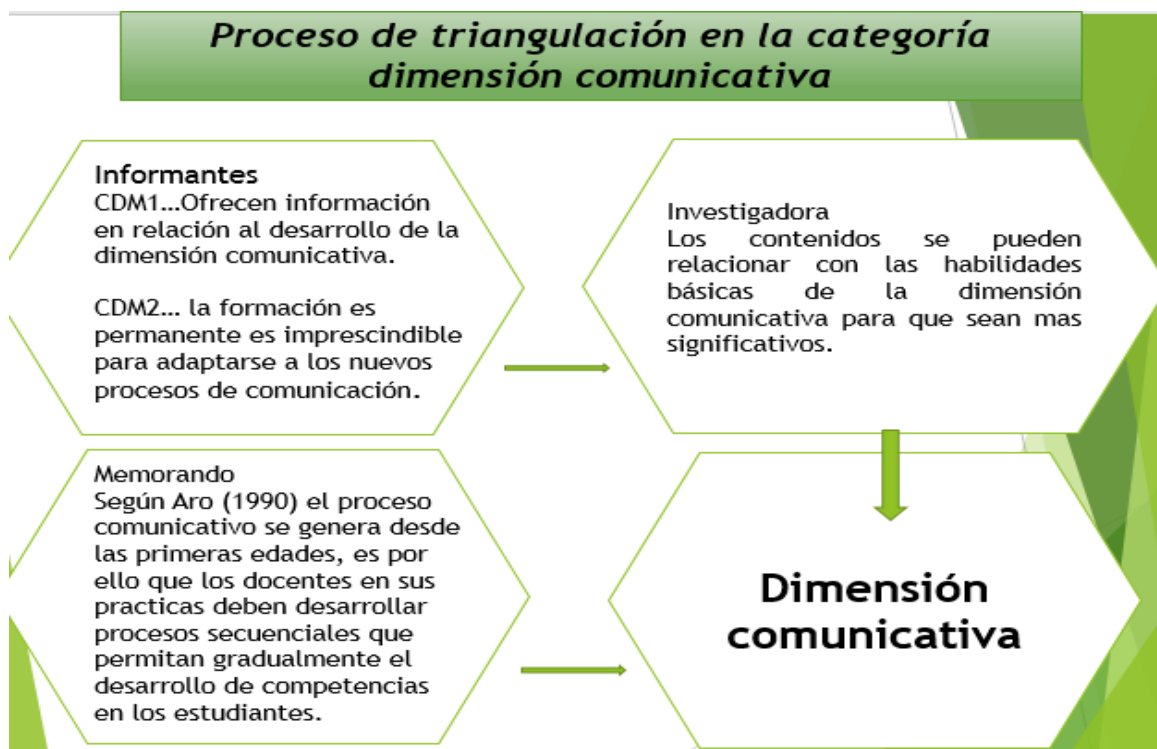 Proceso de triangulación en la categoría
dimensión comunicativa
Informantes
CDM1...Ofrecen información
en relación al desarrollo de la
dimensión comunicativa.
CDM2... la formación es
permanente es imprescindible
para adaptarse a los nuevos
procesos de comunicación.
Investigadora
Los contenidos se pueden
relacionar con las habilidades
básicas de la dimensión
comunicativa para que sean mas
significativos.
Memorando
Según Aro (1990) el proceso
comunicativo se genera desde
las primeras edades, es por
ello que los docentes en sus
practicas deben desarrollar
procesos secuenciales que
permitan gradualmente el
desarrollo de competencias
en los estudiantes.
Dimensión
comunicativa